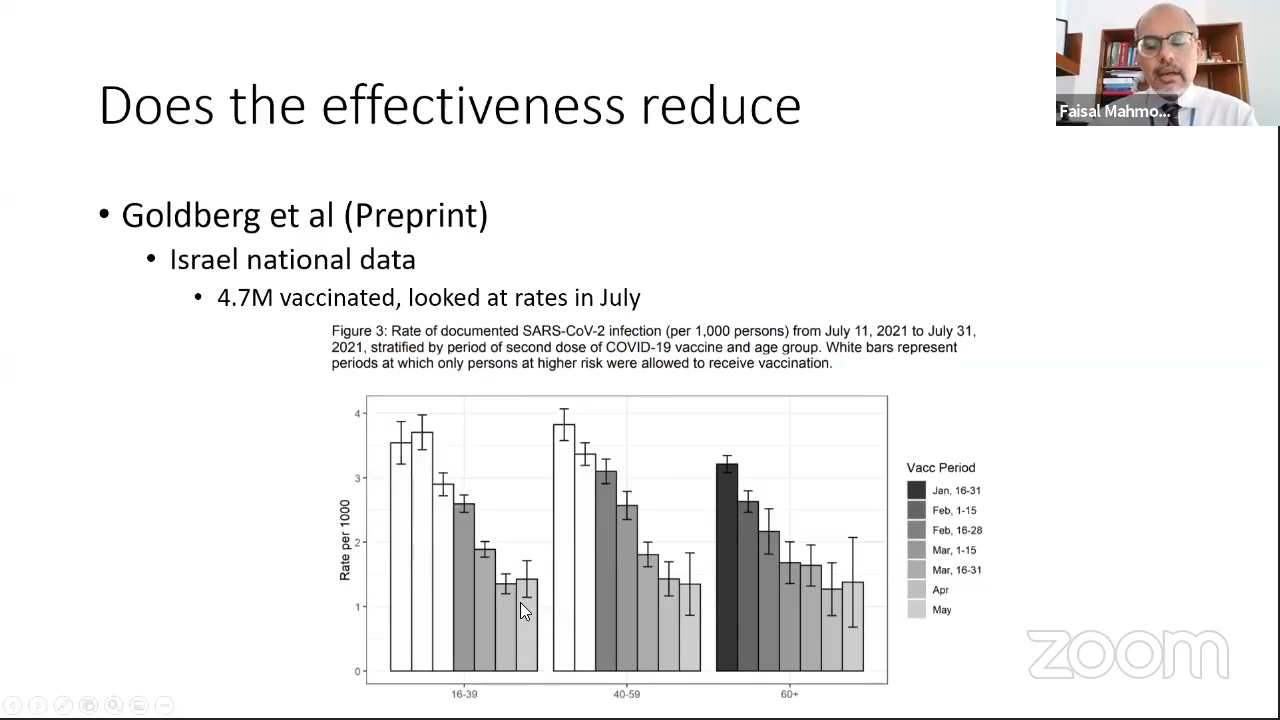 Does the effectiveness reduce
Faisal Mahmo...
• Goldberg et al (Preprint)
• Israel national data
• 4.7M vaccinated, looked at rates in July
Figure 3: Rate of documented SARS-CoV-2 infection (per 1,000 persons) from July 11, 2021 to July 31,
2021, stratified by period of second dose of COVID-19 vaccine and age group. White bars represent
periods at which only persons at higher risk were allowed to receive vaccination.
Rate per 1000
4
3
2
1
0
16-39
40-59
60+
Vacc Period
Jan, 16-31
Feb, 1-15
Feb, 16-28
Mar, 1-15
Mar, 16-31
Apr
May
zoom